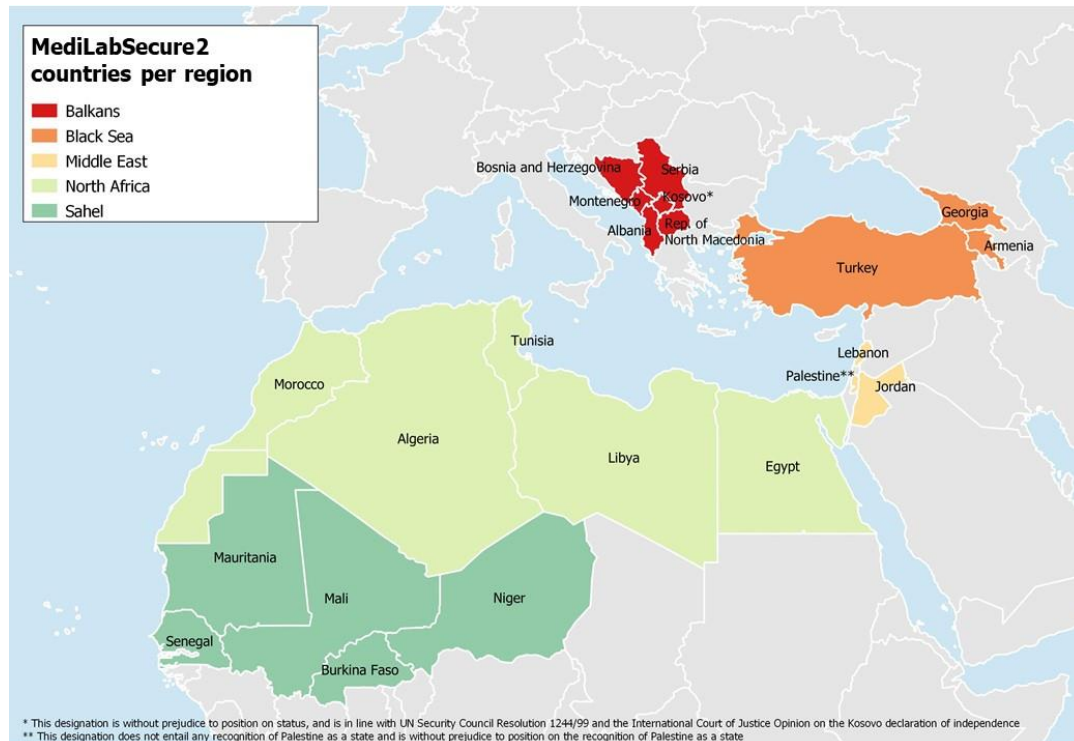 MediLabSecure2
countries per region
Balkans
Black Sea
Middle East
North Africa
Sahel
Bosnia and Herzegovina
Serbia
Montenegro
Kosovo*
Albania
Rep. of
North Macedonia
Georgia
Armenia
Turkey
Lebanon
Palestine**
Jordan
Tunisia
Morocco
Algeria
Libya
Egypt
Mauritania
Mali
Niger
Senegal
Burkina Faso
* This designation is without prejudice to position on status, and is in line with UN Security Council Resolution 1244/99 and the International Court of Justice Opinion on the Kosovo declaration of independence
** This designation does not entail any recognition of Palestine as a state and is without prejudice to position on the recognition of Palestine as a state